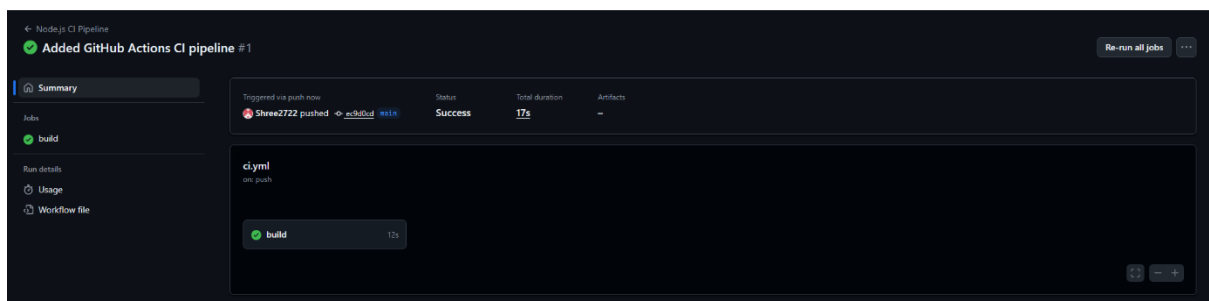 ← Node.js CI Pipeline
Added GitHub Actions CI pipeline #1
Re-run all jobs ...
Summary
Jobs
build
Run details
Usage
Workflow file
Triggered via push now
Shree2722 pushed ec9d0cd main
Status
Success
Total duration
17s
Artifacts
–
ci.yml
on: push
build 12s